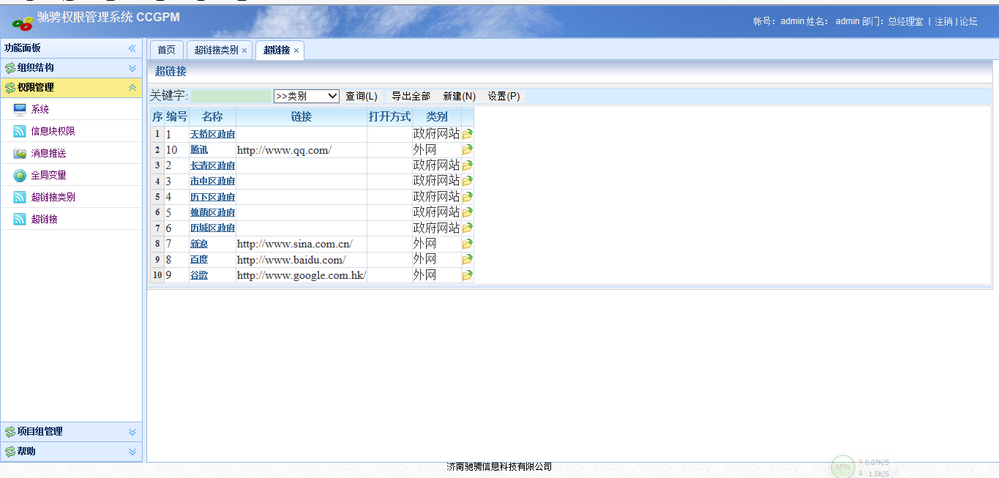 驰骋权限管理系统 CCGPM
帐号: admin 姓名: admin 部门: 总经理室 | 注销 | 论坛
功能面板
组织结构
权限管理
系统
信息块权限
消息推送
全局变量
超链接类别
超链接
项目组管理
帮助
首页 超链接类别 × 超链接 ×
超链接
关键字: >>类别 查询(L) 导出全部 新建(N) 设置(P)
序 编号 名称 链接 打开方式 类别
1 1 天桥区政府 政府网站
2 10 腾讯 http://www.qq.com/ 外网
3 2 长清区政府 政府网站
4 3 市中区政府 政府网站
5 4 历下区政府 政府网站
6 5 槐荫区政府 政府网站
7 6 历城区政府 政府网站
8 7 新浪 http://www.sina.com.cn/ 外网
9 8 百度 http://www.baidu.com/ 外网
10 9 谷歌 http://www.google.com.hk/ 外网
济南驰骋信息科技有限公司
65% ↑ 0.07K/S
↓ 1.5K/S